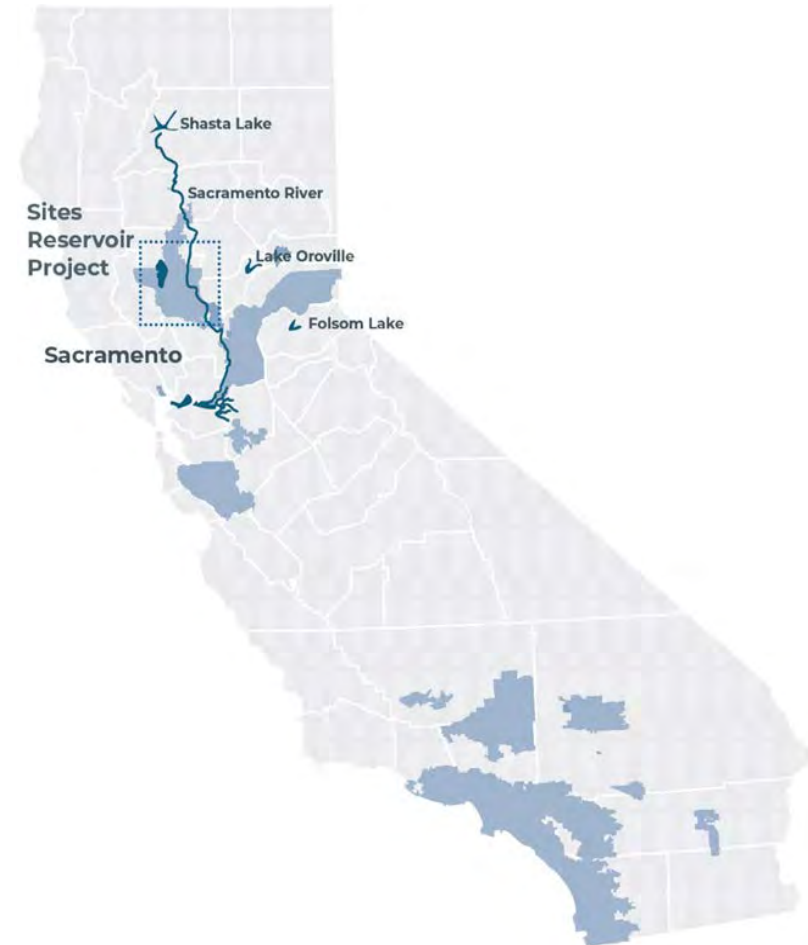 Shasta Lake
Sacramento River
Sites
Reservoir
Project
Lake Oroville
Folsom Lake
Sacramento